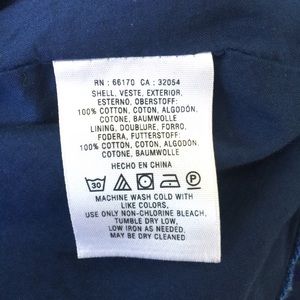 RN : 66170 CA : 32054
SHELL, VESTE, EXTERIOR,
ESTERNO, OBERSTOFF:
100% COTTON, COTON, ALGODÓN,
COTONE, BAUMWOLLE
LINING, DOUBLURE, FORRO,
FODERA, FUTTERSTOFF:
100% COTTON, COTON, ALGODÓN,
COTONE, BAUMWOLLE
HECHO EN CHINA
30 P
MACHINE WASH COLD WITH
LIKE COLORS,
USE ONLY NON-CHLORINE BLEACH,
TUMBLE DRY LOW,
LOW IRON AS NEEDED,
MAY BE DRY CLEANED